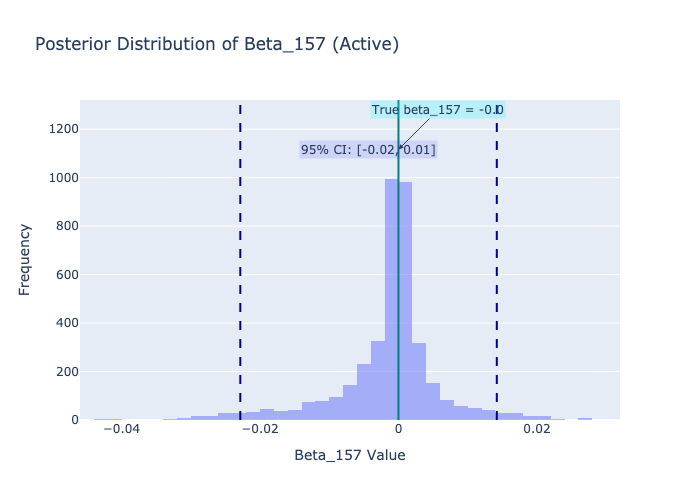 Posterior Distribution of Beta_157 (Active)
True beta_157 = -0.0
95% CI: [-0.02, 0.01]
1200
1000
800
600
400
200
0
Frequency
−0.04
−0.02
0
0.02
Beta_157 Value